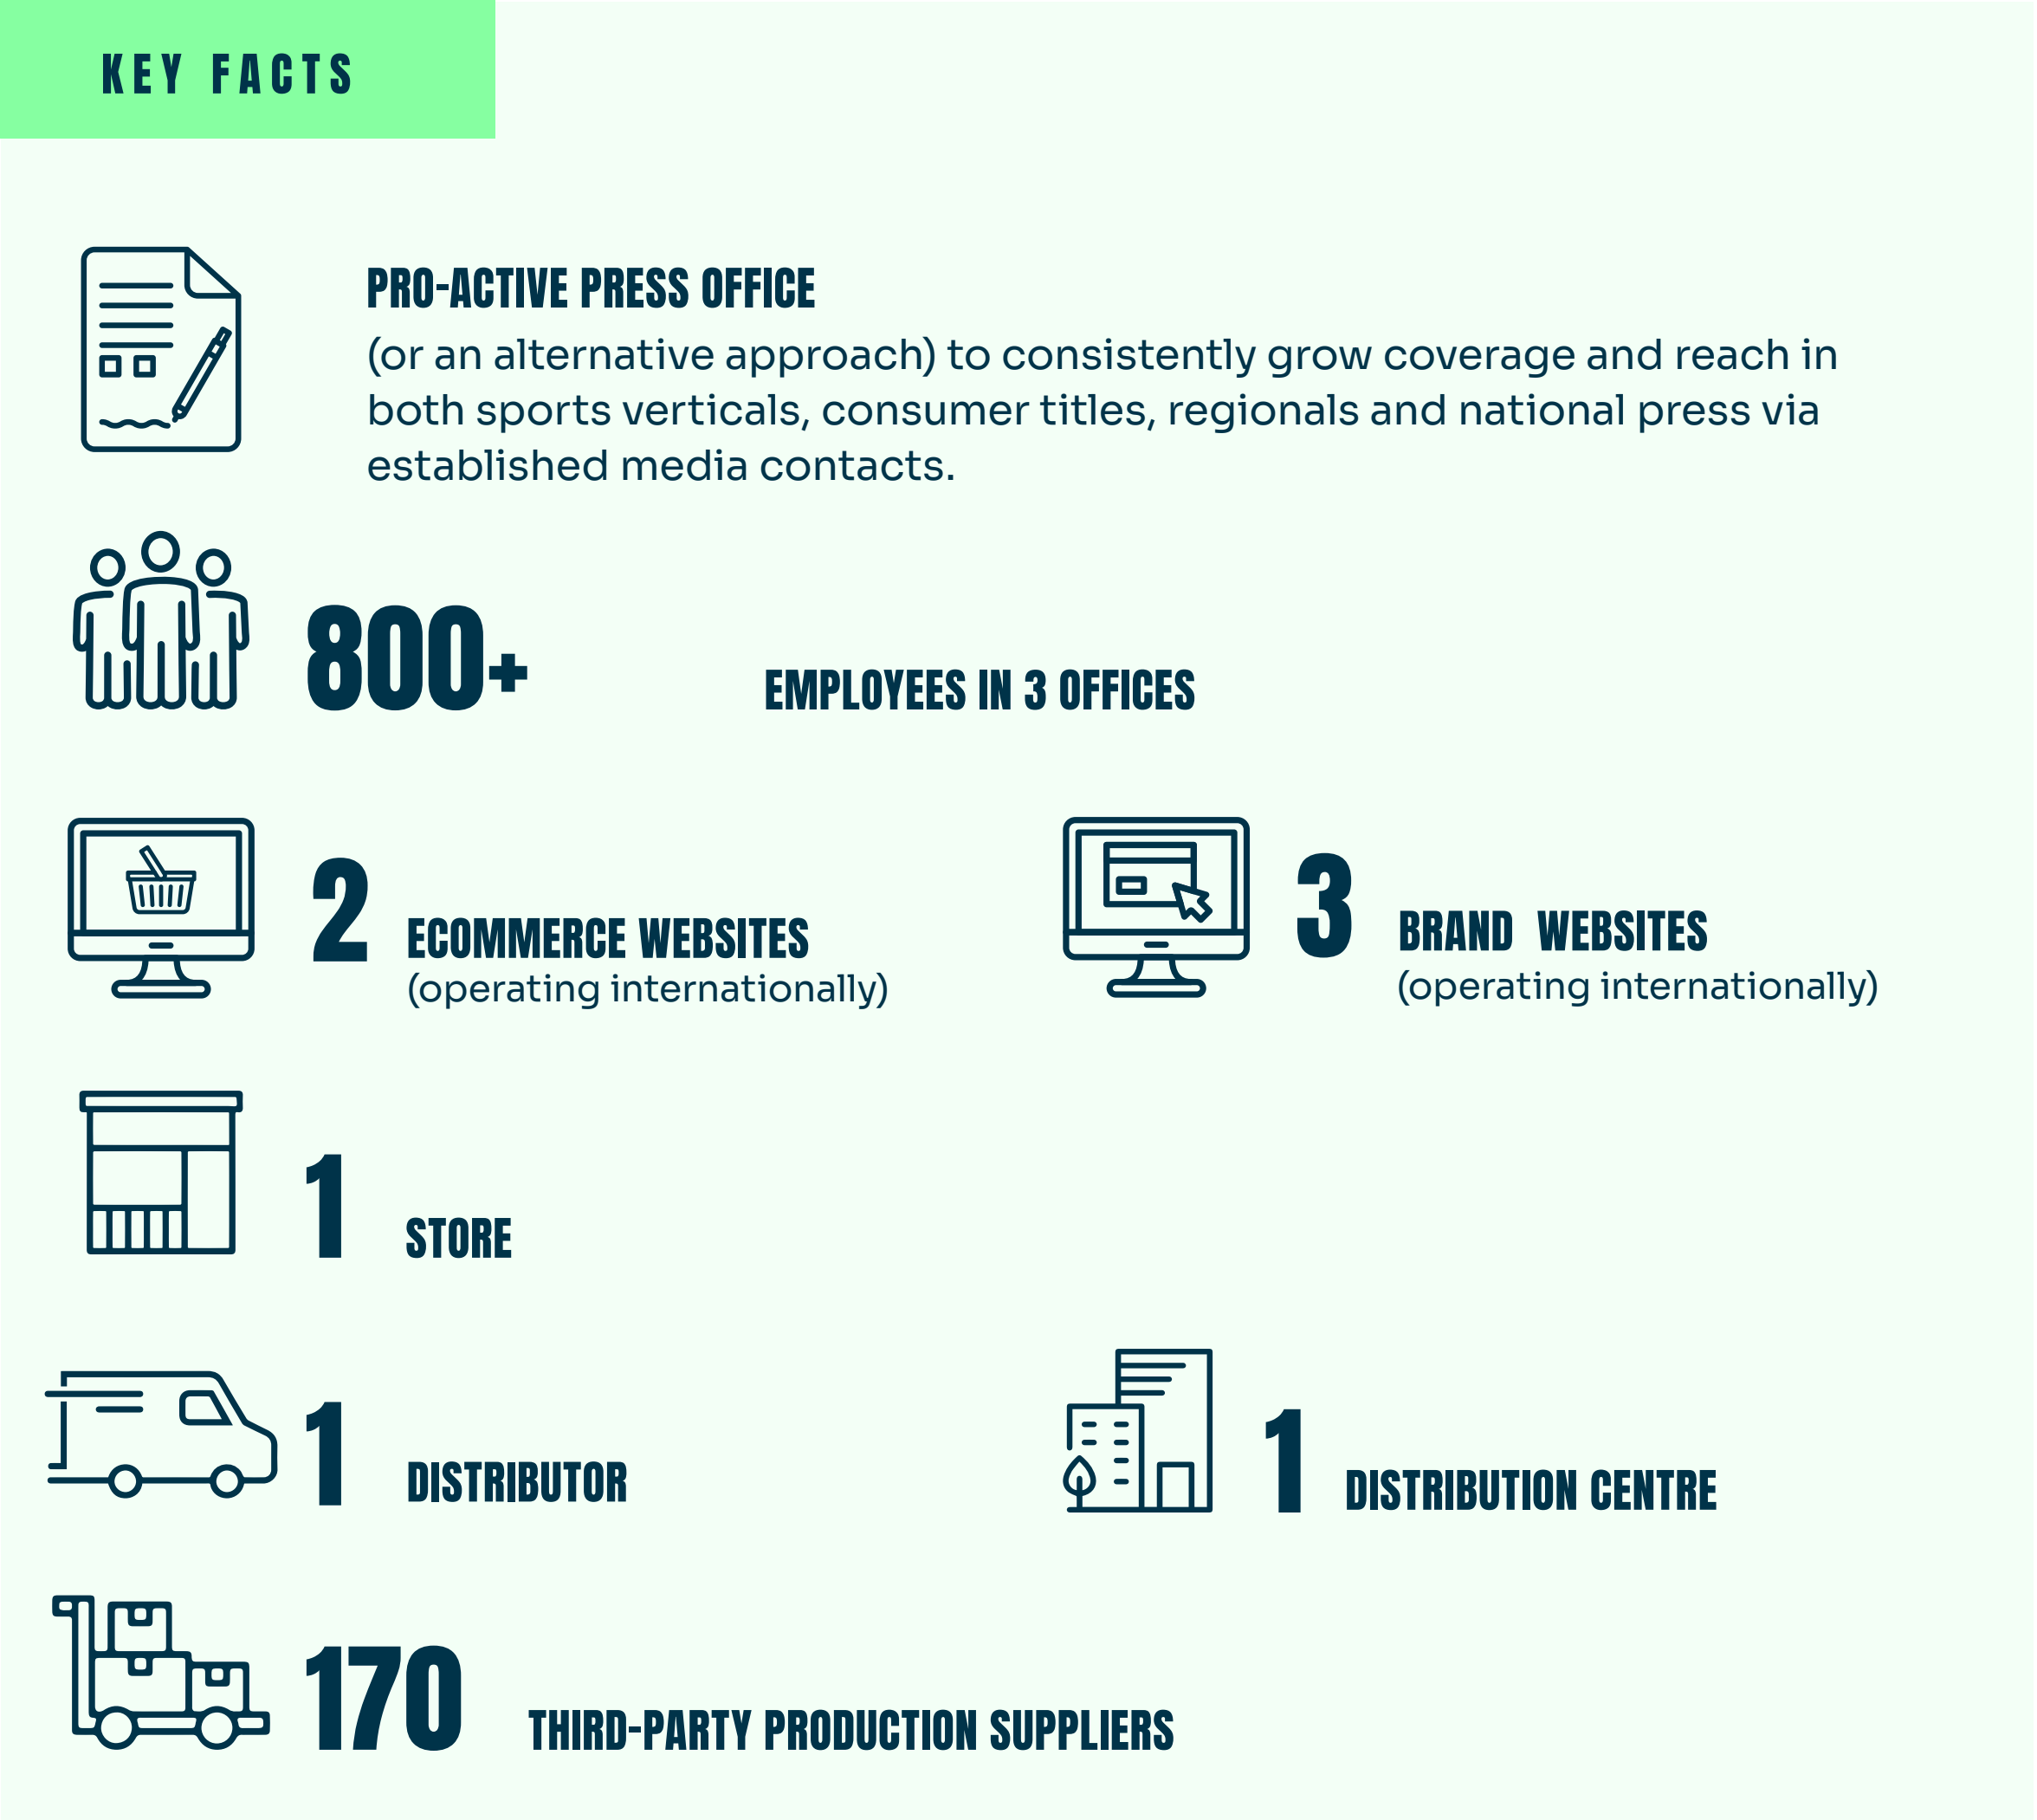 KEY FACTS
PRO-ACTIVE PRESS OFFICE
(or an alternative approach) to consistently grow coverage and reach in
both sports verticals, consumer titles, regionals and national press via
established media contacts.
800+ EMPLOYEES IN 3 OFFICES
2 ECOMMERCE WEBSITES
(operating internationally)
3 BRAND WEBSITES
(operating internationally)
1 STORE
1 DISTRIBUTOR
1 DISTRIBUTION CENTRE
170 THIRD-PARTY PRODUCTION SUPPLIERS